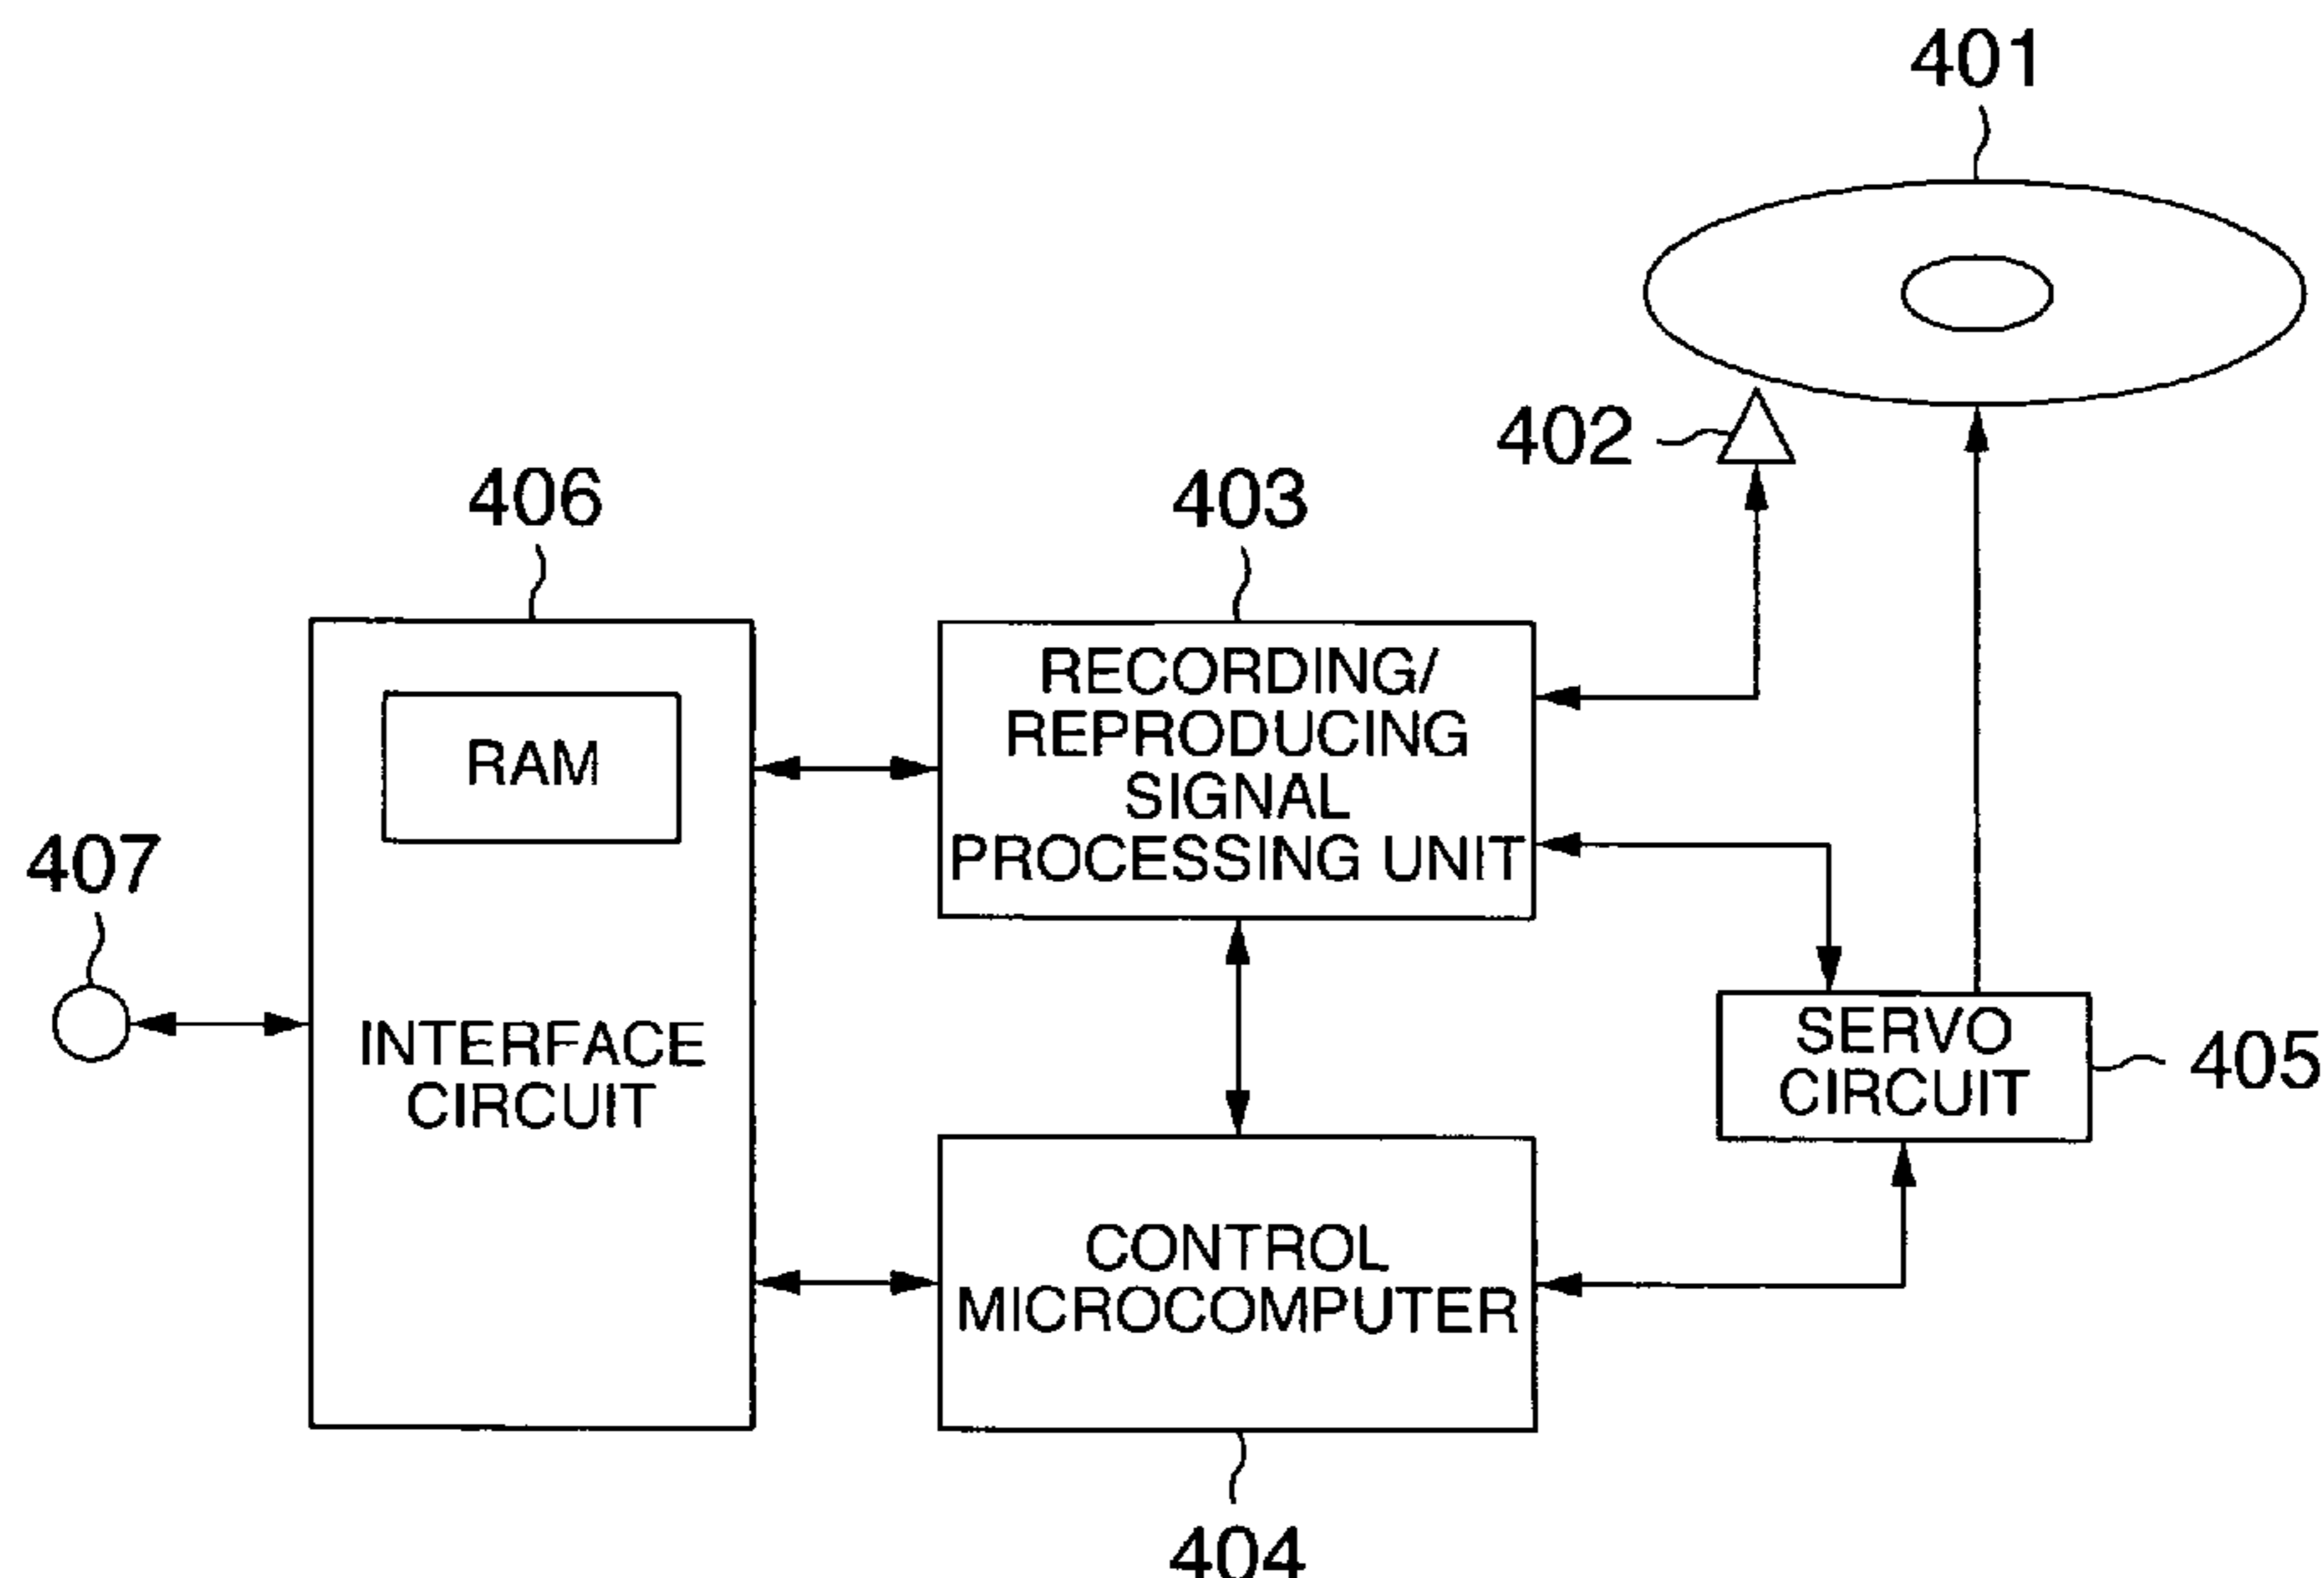 401
402
406
403
RECORDING/
REPRODUCING
SIGNAL
PROCESSING UNIT
RAM
407
INTERFACE
CIRCUIT
SERVO
CIRCUIT
405
CONTROL
MICROCOMPUTER
404